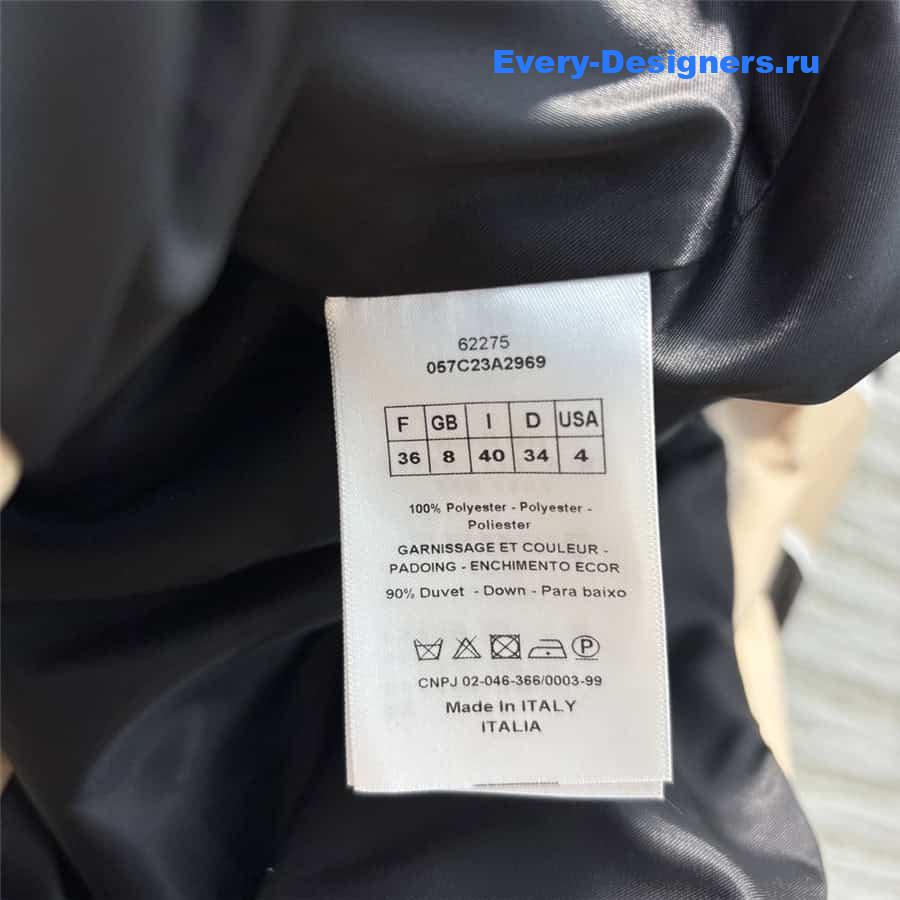 Every-Designers.ru
62275
057C23A2969
F GB I D USA
36 8 40 34 4
100% Polyester - Polyester -
Poliester
GARNISSAGE ET COULEUR -
PADOING - ENCHIMENTO ECOR
90% Duvet - Down - Para baixo
P
CNPJ 02-046-366/0003-99
Made In ITALY
ITALIA